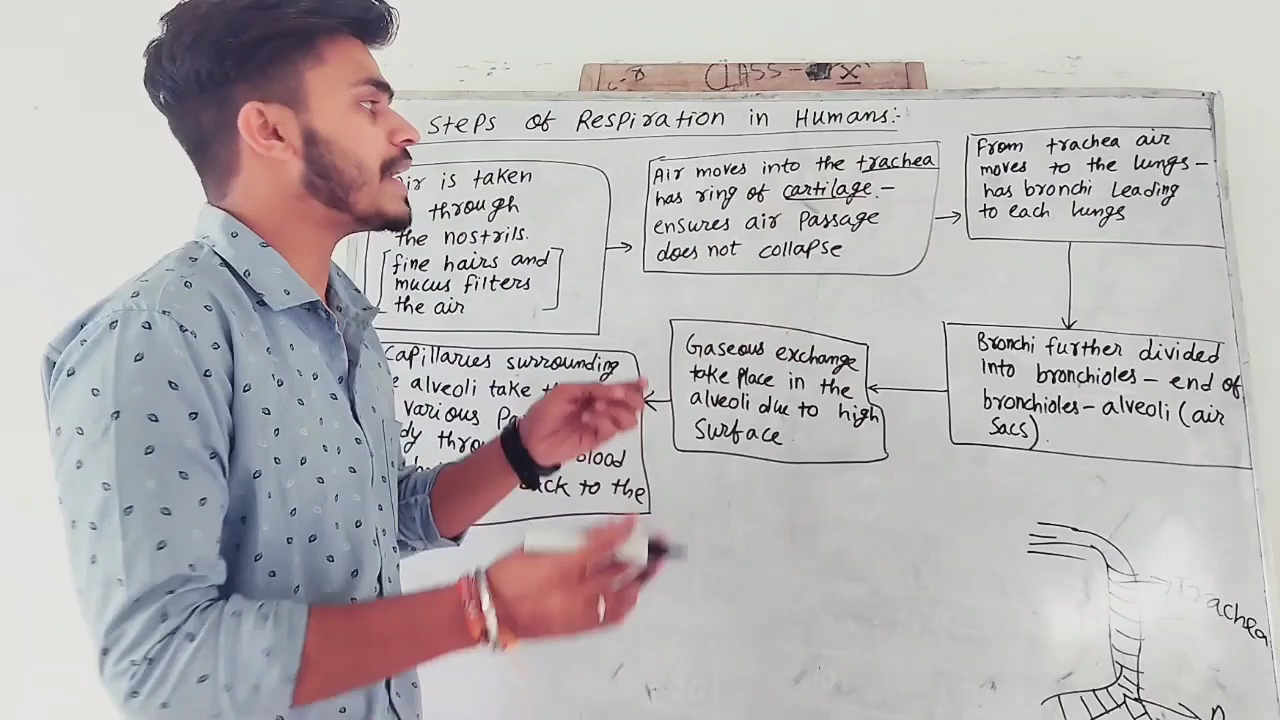 CLASS - X
Steps of Respiration in Humans:-
Air is taken
through
the nostrils.
[fine hairs and
mucus filters
the air]
Air moves into the trachea
has ring of cartilage. -
ensures air passage
does not collapse
From trachea air
moves to the lungs -
has bronchi leading
to each lungs
Bronchi further divided
into bronchioles - end of
bronchioles - alveoli (air
sacs).
Gaseous exchange
take place in the
alveoli due to high
surface.
Capillaries surrounding
alveoli take
various
blood
back to the
Trachea